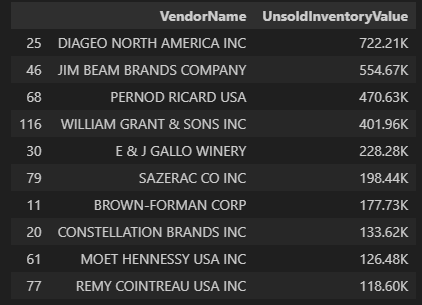 VendorName UnsoldInventoryValue
25 DIAGEO NORTH AMERICA INC 722.21K
46 JIM BEAM BRANDS COMPANY 554.67K
68 PERNOD RICARD USA 470.63K
116 WILLIAM GRANT & SONS INC 401.96K
30 E & J GALLO WINERY 228.28K
79 SAZERAC CO INC 198.44K
11 BROWN-FORMAN CORP 177.73K
20 CONSTELLATION BRANDS INC 133.62K
61 MOET HENNESSY USA INC 126.48K
77 REMY COINTREAU USA INC 118.60K